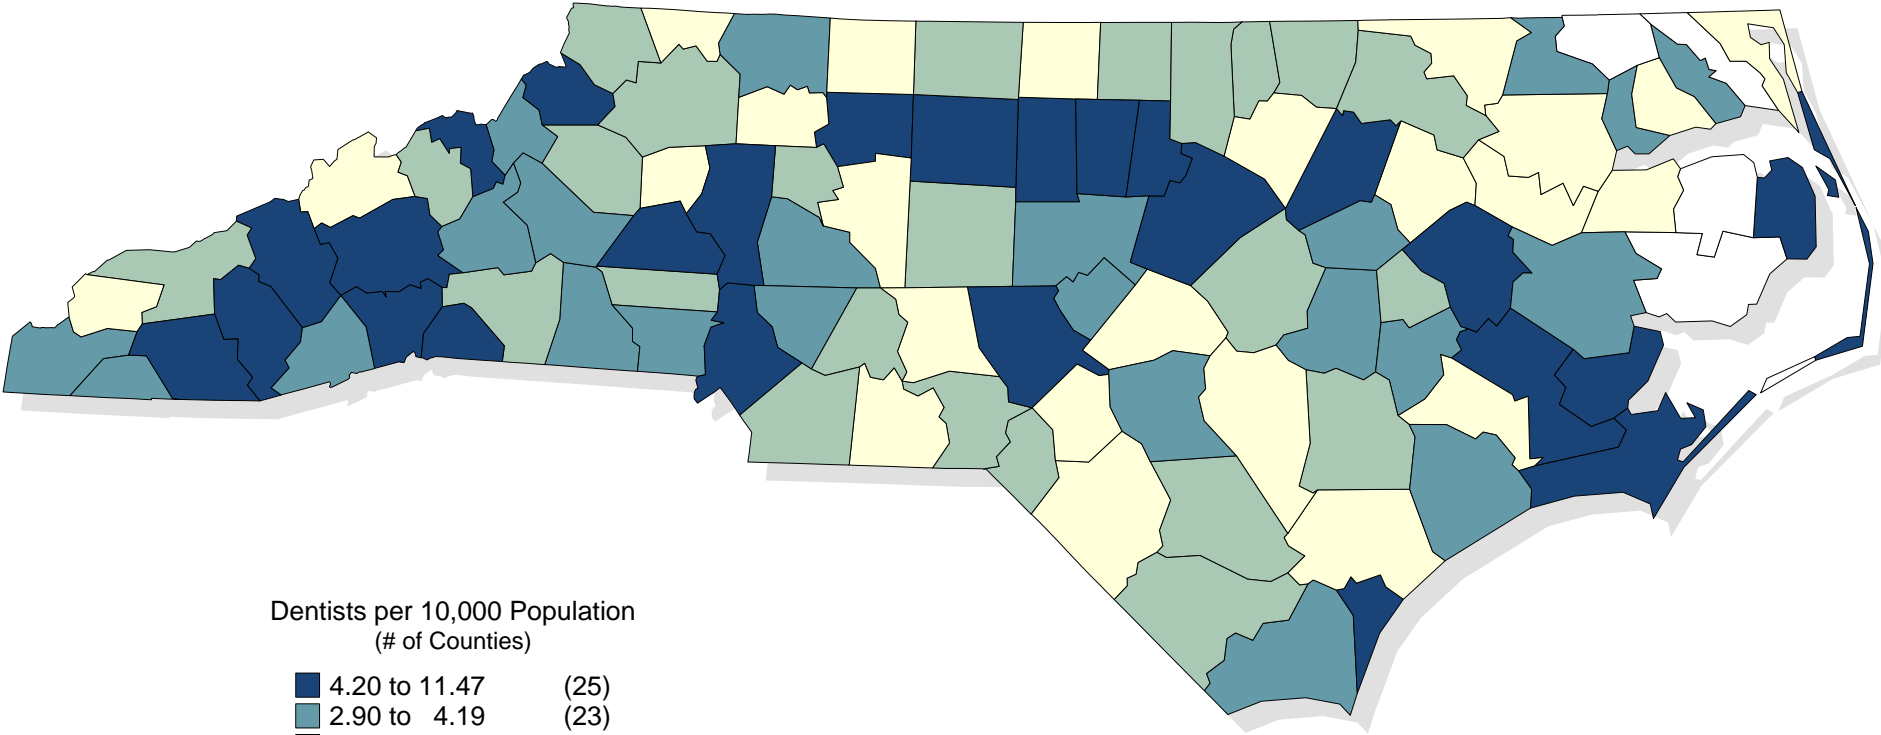 Dentists per 10,000 Population
(# of Counties)
4.20 to 11.47 (25)
2.90 to 4.19 (23)